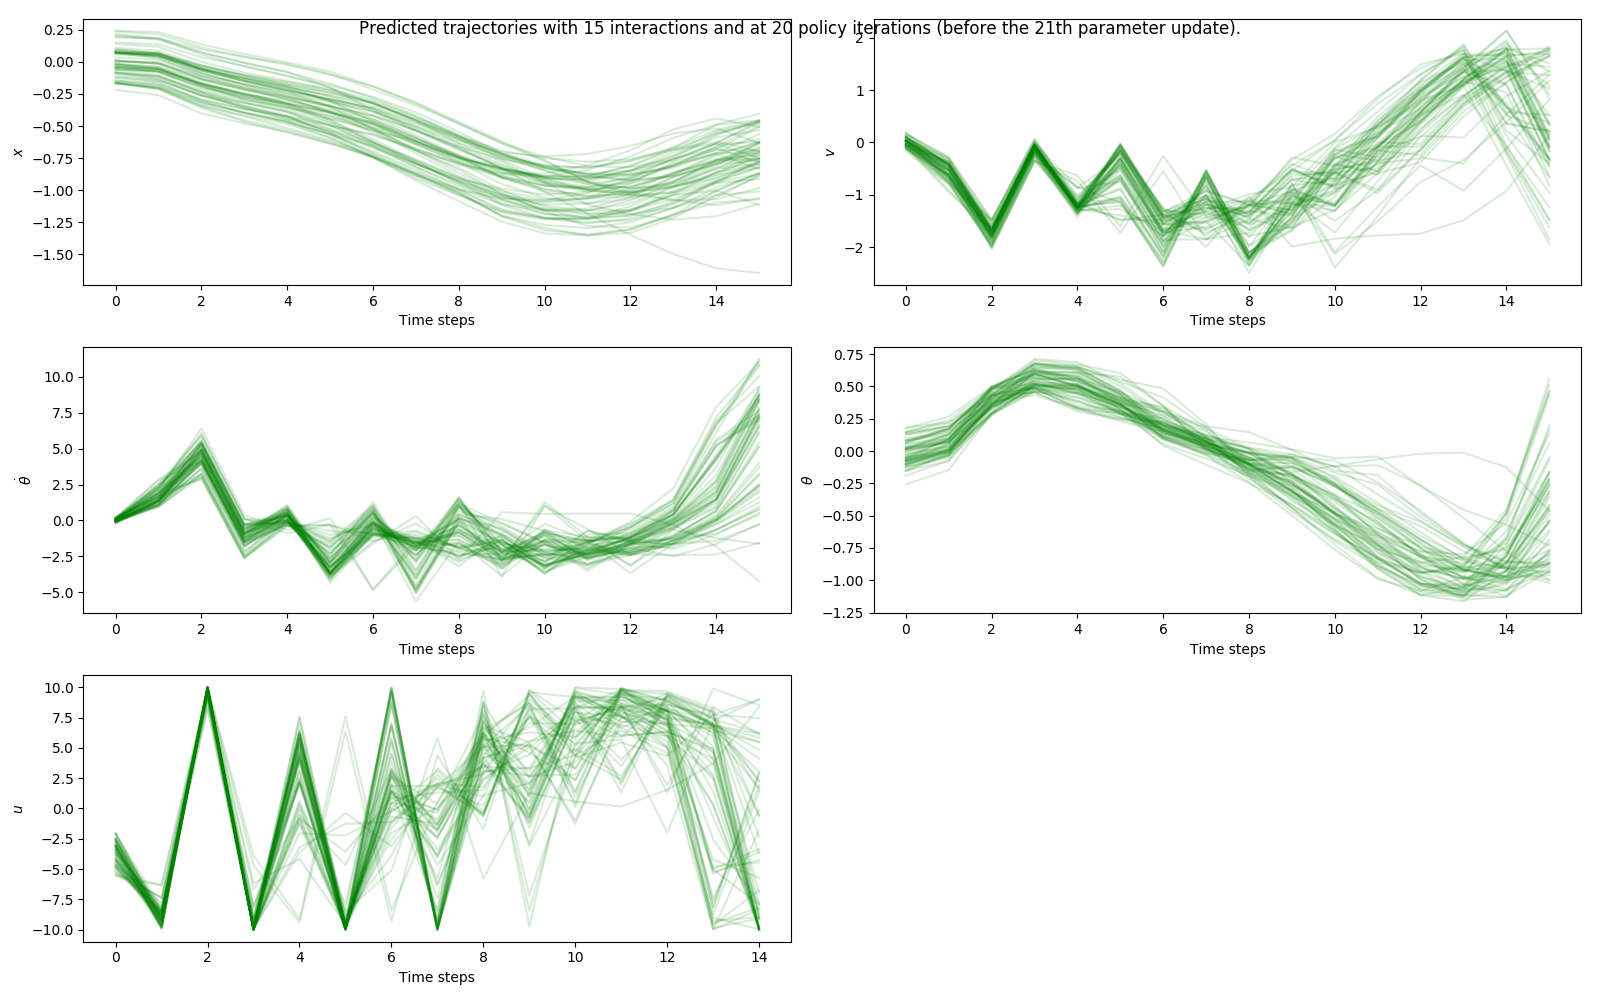 Predicted trajectories with 15 interactions and at 20 policy iterations (before the 21th parameter update).
0.25
0.00
−0.25
−0.50
−0.75
−1.00
−1.25
−1.50
x
0 2 4 6 8 10 12 14
Time steps
2
1
0
−1
−2
v
0 2 4 6 8 10 12 14
Time steps
10.0
7.5
5.0
2.5
0.0
−2.5
−5.0
θ̇
0 2 4 6 8 10 12 14
Time steps
0.75
0.50
0.25
0.00
−0.25
−0.50
−0.75
−1.00
−1.25
θ
0 2 4 6 8 10 12 14
Time steps
10.0
7.5
5.0
2.5
0.0
−2.5
−5.0
−7.5
−10.0
u
0 2 4 6 8 10 12 14
Time steps